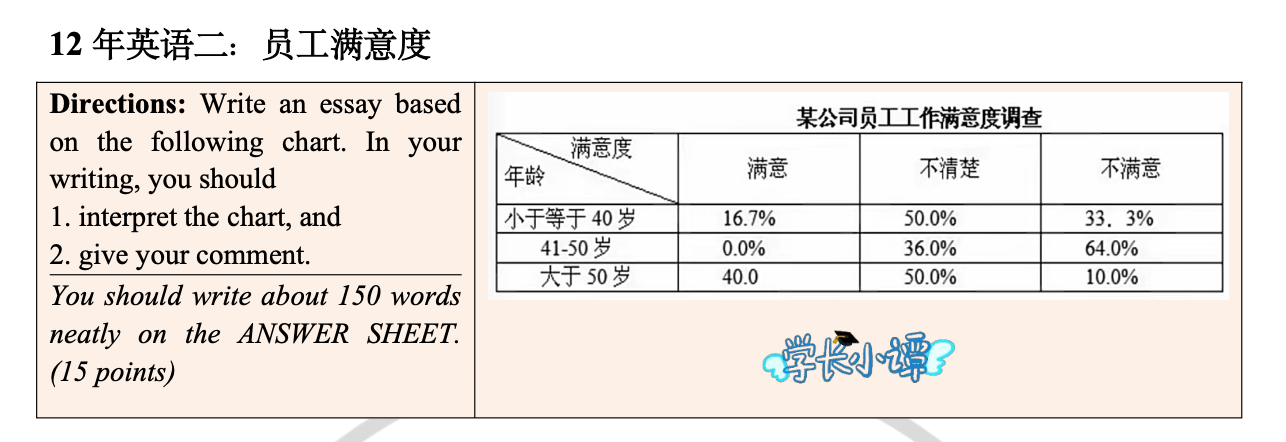 12 年英语二：员工满意度
Directions: Write an essay based
on the following chart. In your
writing, you should
1. interpret the chart, and
2. give your comment.
You should write about 150 words
neatly on the ANSWER SHEET.
(15 points)
某公司员工工作满意度调查
满意度
年龄
满意 不清楚 不满意
小于等于 40 岁 16.7% 50.0% 33．3%
41-50 岁 0.0% 36.0% 64.0%
大于 50 岁 40.0 50.0% 10.0%
学长小谭